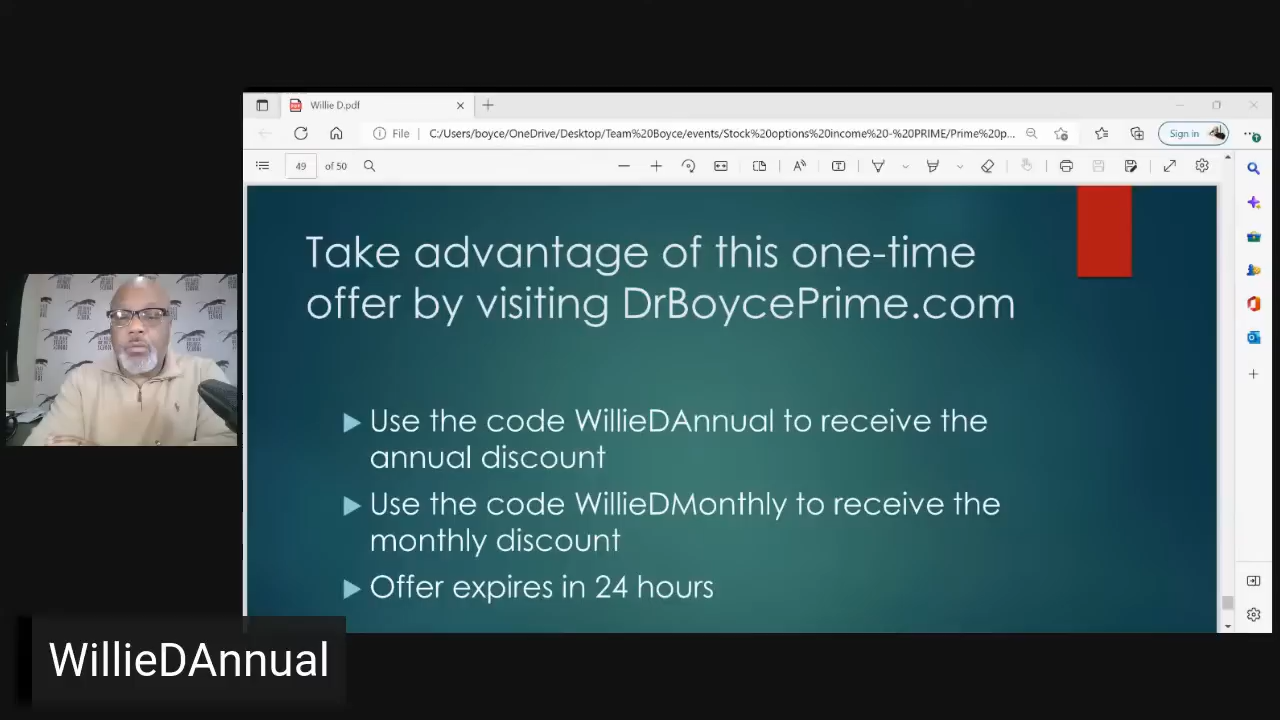 Willie D.pdf
File
C:/Users/boyce/OneDrive/Desktop/Team%20Boyce/events/Stock%20options%20income%20-%20PRIME/Prime%20p...
Sign in
49 of 50
Take advantage of this one-time
offer by visiting DrBoycePrime.com
Use the code WillieDAnnual to receive the
annual discount
Use the code WillieDMonthly to receive the
monthly discount
Offer expires in 24 hours
WillieDAnnual